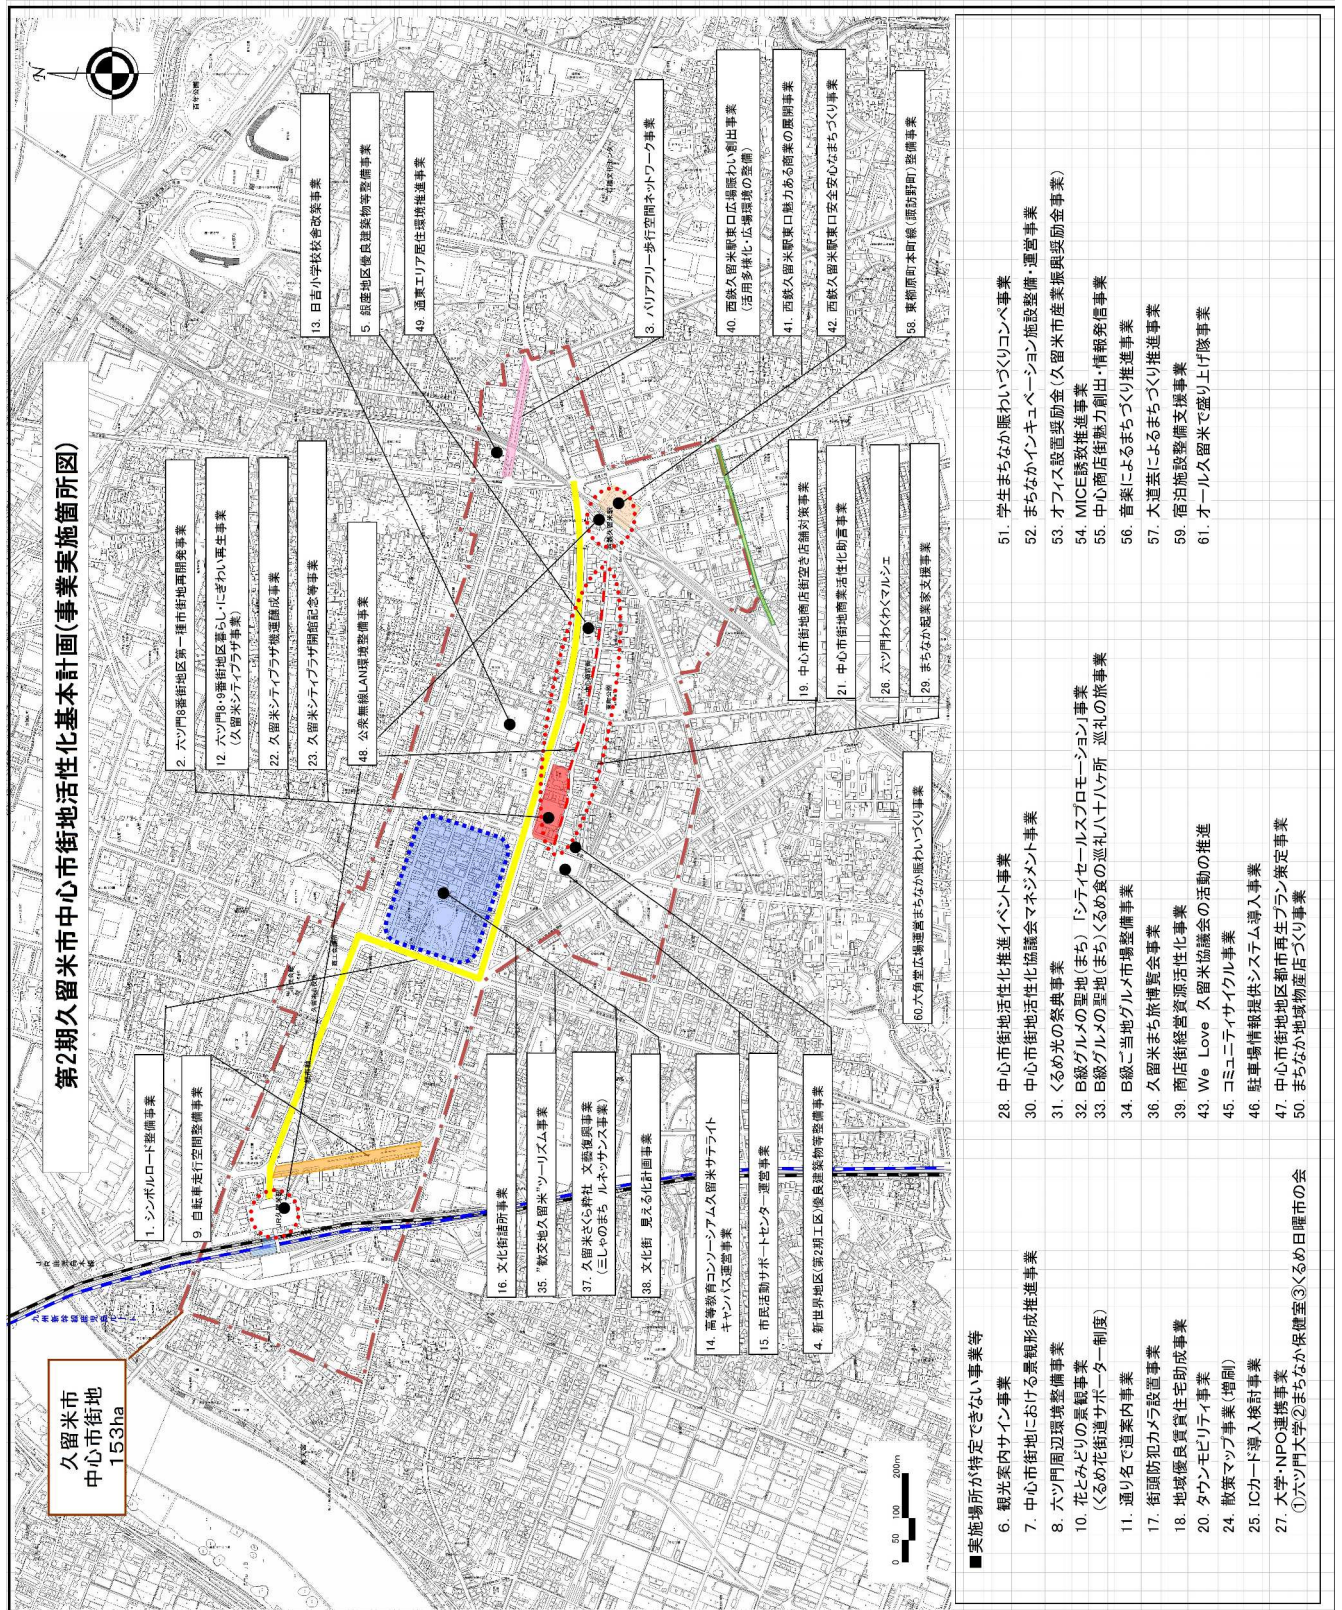 第2期久留米市中心市街地活性化基本計画(事業実施箇所図)
N
久留米市
中心市街地
153ha
1. シンボルロード整備事業
9. 自転車走行空間整備事業
2. 六ツ門8番街地区第一種市街地再開発事業
12. 六ツ門8・9番街地区暮らし・にぎわい再生事業
(久留米シティプラザ事業)
22. 久留米シティプラザ機運醸成事業
23. 久留米シティプラザ開館記念等事業
48. 公衆無線LAN環境整備事業
13. 日吉小学校校舎改築事業
5. 銀座地区優良建築物等整備事業
49. 通東エリア居住環境推進事業
3. バリアフリー歩行空間ネットワーク事業
40. 西鉄久留米駅東口広場賑わい創出事業
(活用多様化・広場環境の整備)
41. 西鉄久留米駅東口魅力ある商業の展開事業
42. 西鉄久留米駅東口安全安心なまちづくり事業
58. 東櫛原町本町線(諏訪野町)整備事業
16. 文化街詰所事業
35. "歓交地久留米"ツーリズム事業
37. 久留米さくら粋社 文藝復興事業
(三しゃのまち ルネッサンス事業)
38. 文化街 見える化計画事業
14. 高等教育コンソーシアム久留米サテライト
キャンパス運営事業
15. 市民活動サポートセンター運営事業
4. 新世界地区(第2期工区)優良建築物等整備事業
19. 中心市街地商店街空き店舗対策事業
21. 中心市街地商業活性化助言事業
26. 六ツ門わくわくマルシェ
29. まちなか起業家支援事業
60.六角堂広場運営まちなか賑わいづくり事業
0 50 100 200m
■実施場所が特定できない事業等
6. 観光案内サイン事業
7. 中心市街地における景観形成推進事業
8. 六ツ門周辺環境整備事業
10. 花とみどりの景観事業
(くるめ花街道サポーター制度)
11. 通り名で道案内事業
17. 街頭防犯カメラ設置事業
18. 地域優良賃貸住宅助成事業
20. タウンモビリティ事業
24. 散策マップ事業(増刷)
25. ICカード導入検討事業
27. 大学・NPO連携事業
①六ツ門大学②まちなか保健室③くるめ日曜市の会
28. 中心市街地活性化推進イベント事業
30. 中心市街地活性化協議会マネジメント事業
31. くるめ光の祭典事業
32. B級グルメの聖地(まち)「シティセールスプロモーション」事業
33. B級グルメの聖地(まち)くるめ食の巡礼八十八ヶ所 巡礼の旅事業
34. B級ご当地グルメ市場整備事業
36. 久留米まち旅博覧会事業
39. 商店街経営資源活性化事業
43. We Love 久留米協議会の活動の推進
45. コミュニティサイクル事業
46. 駐車場情報提供システム導入事業
47. 中心市街地地区都市再生プラン策定事業
50. まちなか地域物産店づくり事業
51. 学生まちなか賑わいづくりコンペ事業
52. まちなかインキュベーション施設整備・運営事業
53. オフィス設置奨励金(久留米市産業振興奨励金事業)
54. MICE誘致推進事業
55. 中心商店街魅力創出・情報発信事業
56. 音楽によるまちづくり推進事業
57. 大道芸によるまちづくり推進事業
59. 宿泊施設整備支援事業
61. オール久留米で盛り上げ隊事業